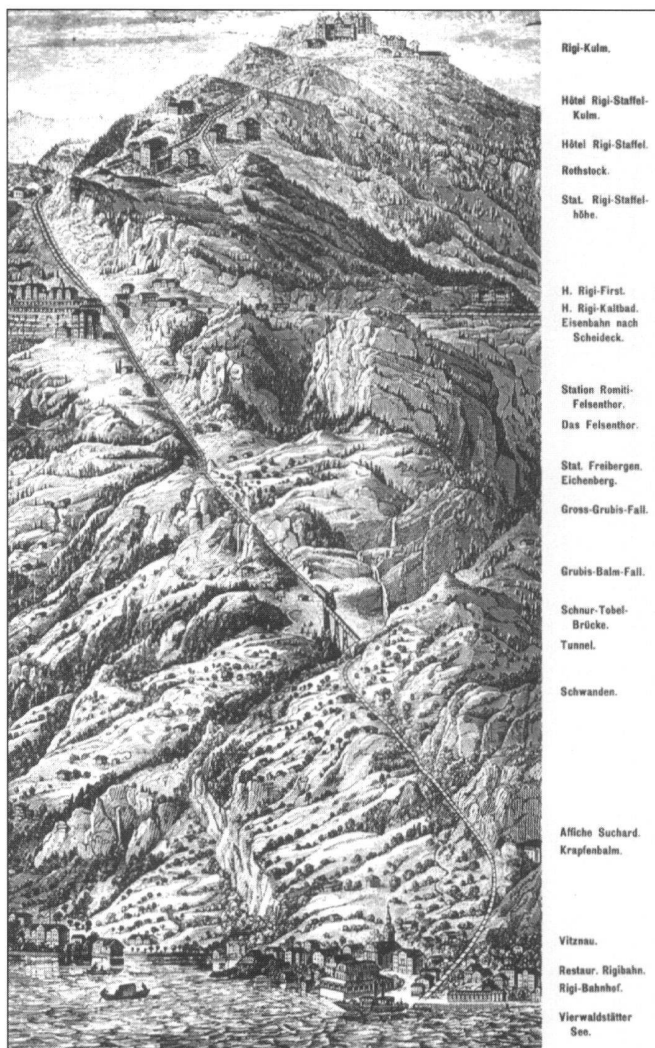 Rigi-Kulm.
Hôtel Rigi-Staffel-
Kulm.
Hôtel Rigi-Staffel.
Rothstock.
Stat. Rigi-Staffel-
höhe.
H. Rigi-First.
H. Rigi-Kaltbad.
Eisenbahn nach
Scheideck.
Station Romiti-
Felsenthor.
Das Felsenthor.
Stat. Freibergen.
Eichenberg.
Gross-Grubis-Fall.
Grubis-Balm-Fall.
Schnur-Tobel-
Brücke.
Tunnel.
Schwanden.
Affiche Suchard.
Krapfenbalm.
Vitznau.
Restaur. Rigibahn.
Rigi-Bahnhof.
Vierwaldstätter
See.